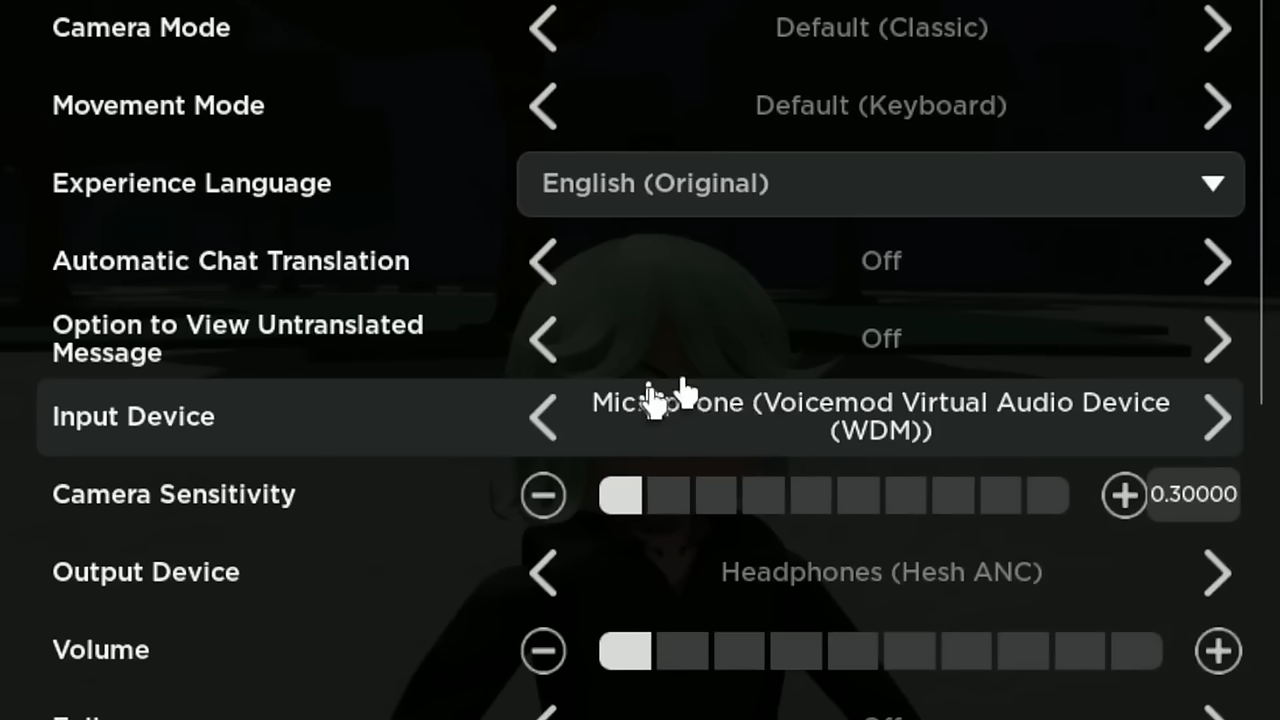 Camera Mode
Default (Classic)
Movement Mode
Default (Keyboard)
Experience Language
English (Original)
Automatic Chat Translation
Off
Option to View Untranslated
Message
Off
Input Device
(Voicemod Virtual Audio Device
(WDM))
Camera Sensitivity
0.30000
Output Device
Headphones (Hesh ANC)
Volume